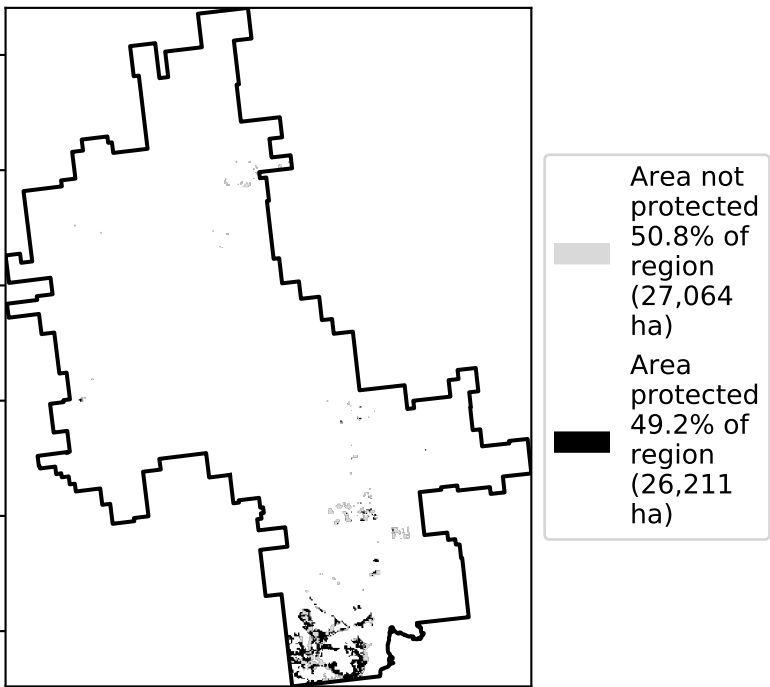 Area not
protected
50.8% of
region
(27,064
ha)
Area
protected
49.2% of
region
(26,211
ha)